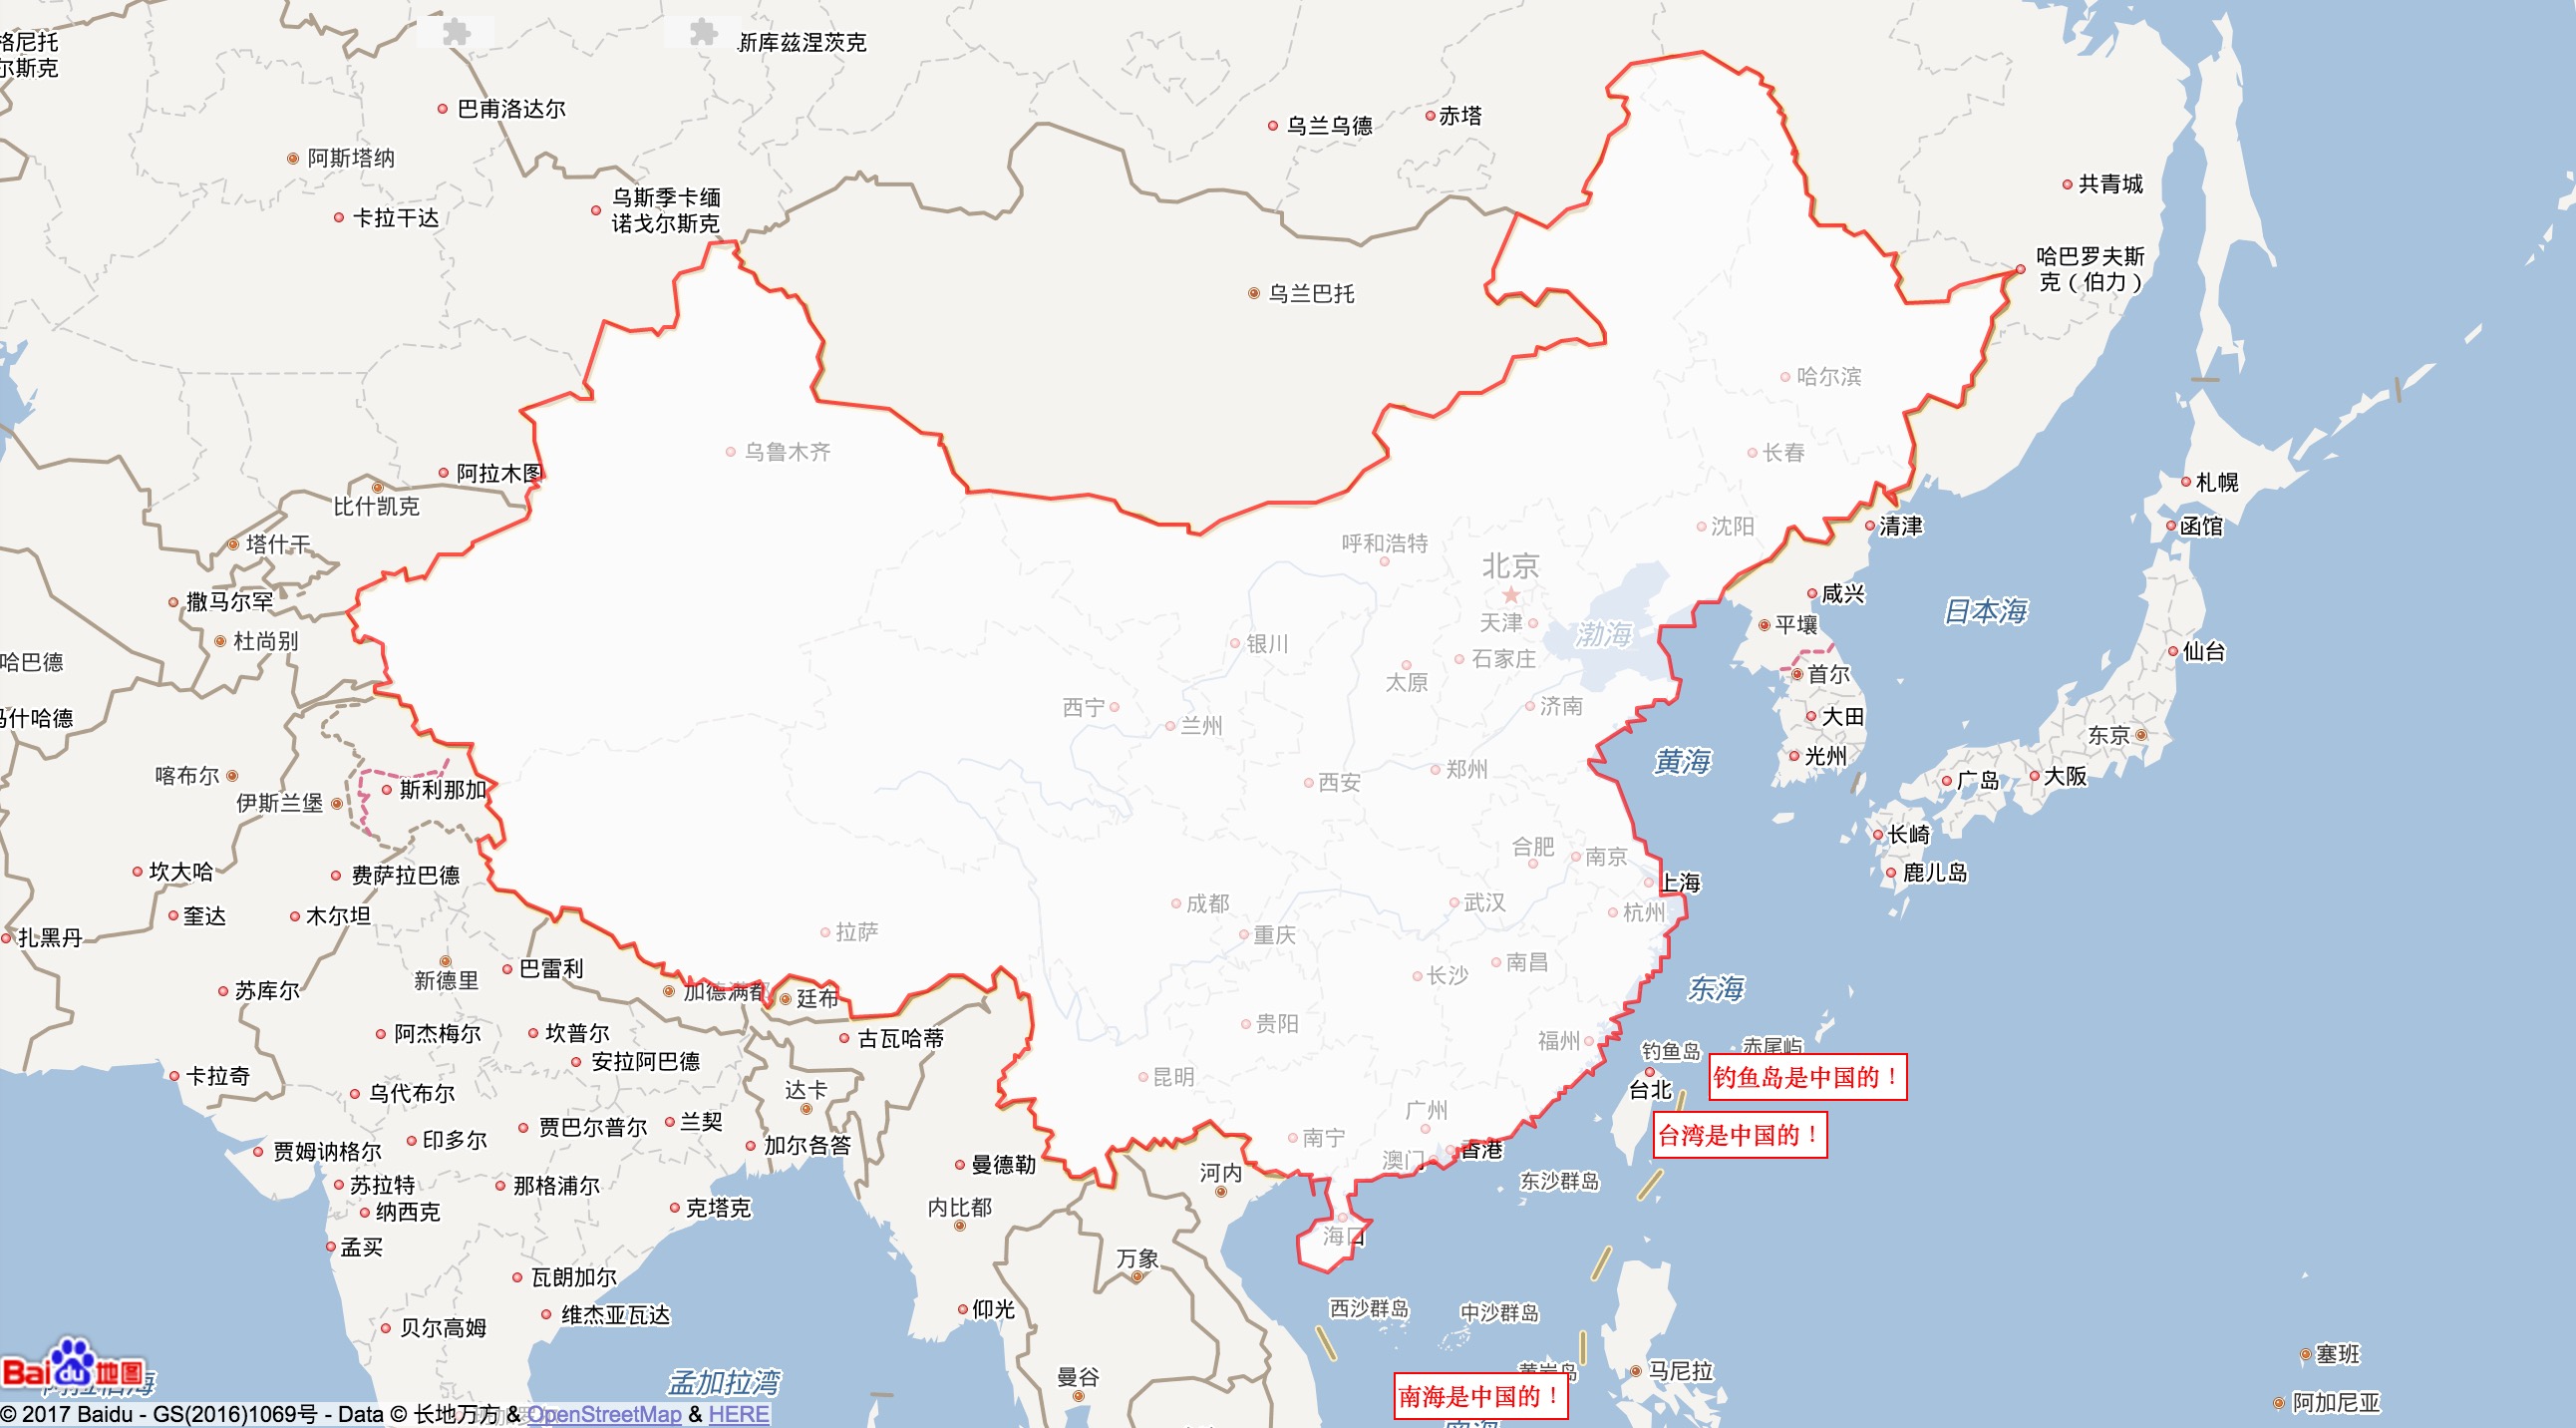 格尼托
尔斯克
斯库兹涅茨克
巴甫洛达尔
乌兰乌德
赤塔
阿斯塔纳
共青城
乌斯季卡缅
诺戈尔斯克
卡拉干达
哈巴罗夫斯
克（伯力）
乌兰巴托
哈尔滨
乌鲁木齐
长春
阿拉木图
札幌
比什凯克
沈阳
清津
函馆
呼和浩特
塔什干
北京
撒马尔罕
咸兴
日本海
天津
平壤
渤海
杜尚别
银川
石家庄
仙台
哈巴德
太原
首尔
西宁
济南
大田
什哈德
兰州
东京
黄海
光州
喀布尔
郑州
大阪
广岛
西安
斯利那加
伊斯兰堡
长崎
合肥
南京
坎大哈
费萨拉巴德
鹿儿岛
上海
成都
武汉
杭州
奎达
木尔坦
拉萨
重庆
扎黑丹
南昌
巴雷利
长沙
新德里
东海
苏库尔
加德满都
廷布
贵阳
阿杰梅尔
坎普尔
古瓦哈蒂
福州
钓鱼岛
赤尾屿
安拉阿巴德
卡拉奇
昆明
钓鱼岛是中国的！
台北
乌代布尔
达卡
广州
兰契
贾巴尔普尔
台湾是中国的！
印多尔
加尔各答
南宁
贾姆讷格尔
香港
澳门
曼德勒
河内
苏拉特
那格浦尔
东沙群岛
纳西克
克塔克
内比都
海口
孟买
万象
瓦朗加尔
西沙群岛
仰光
中沙群岛
维杰亚瓦达
贝尔高姆
塞班
黄岩岛
马尼拉
Bai du 地图
阿拉伯海
孟加拉湾
曼谷
南海是中国的！
阿加尼亚
© 2017 Baidu - GS(2016)1069号 - Data © 长地万方 & OpenStreetMap & HERE
南海